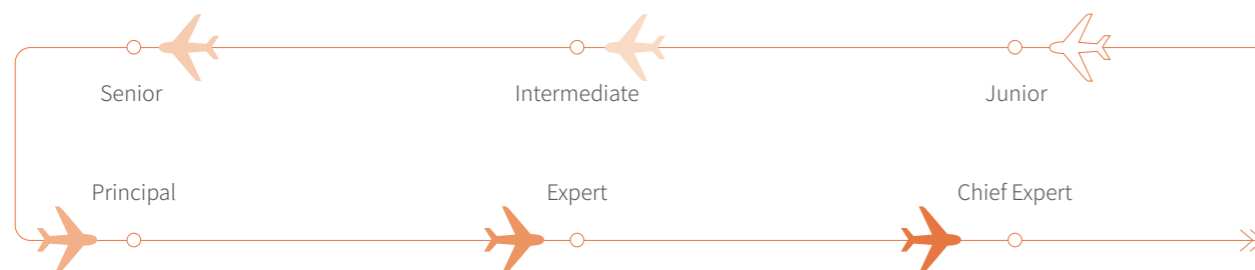 Senior
Intermediate
Junior
Principal
Expert
Chief Expert